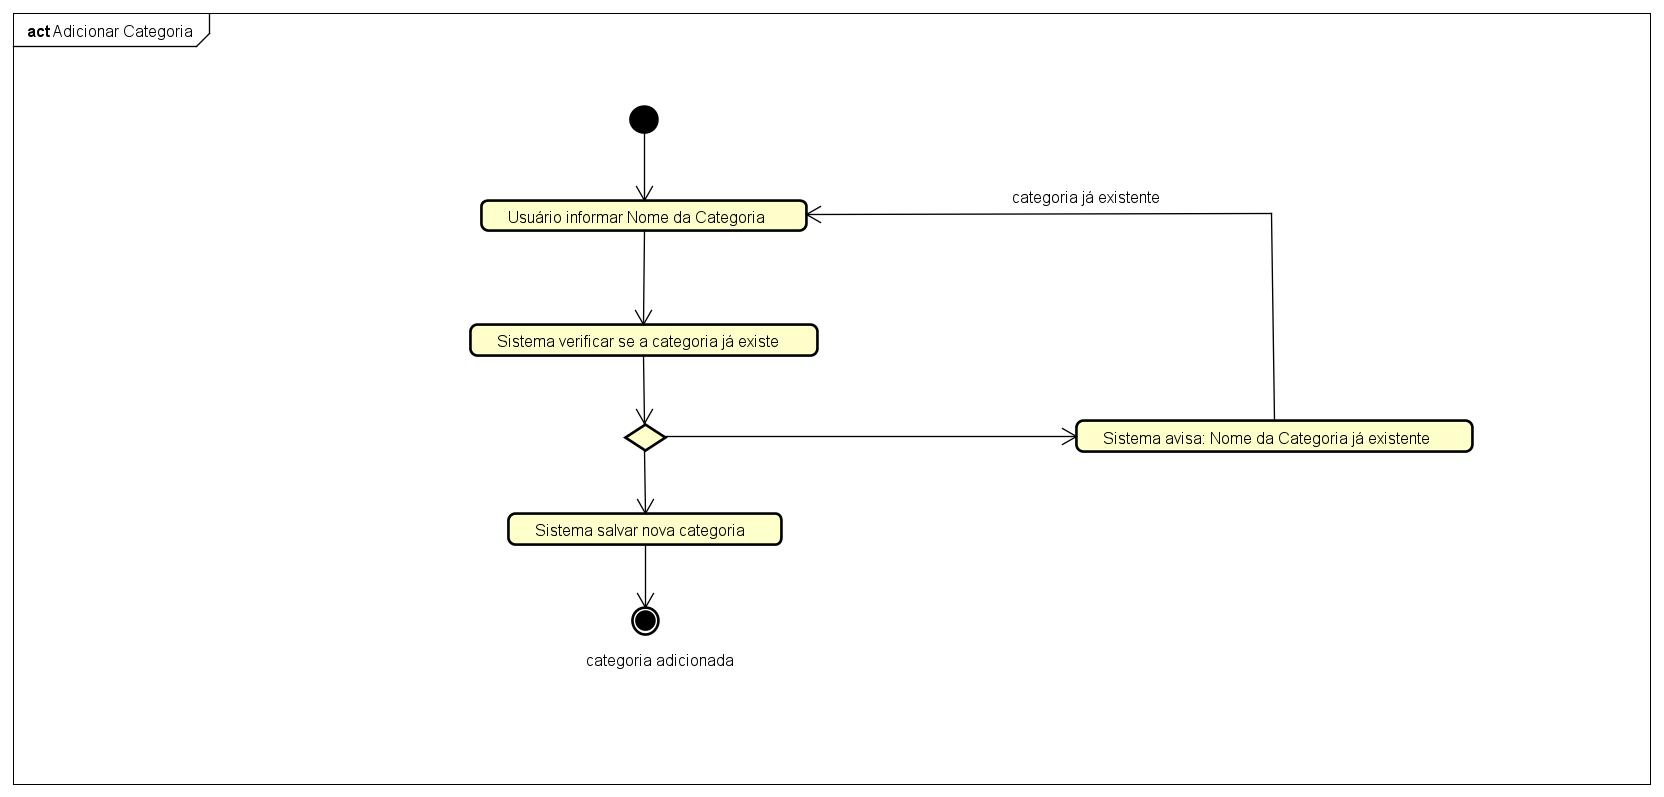 act Adicionar Categoria
categoria já existente
Usuário informar Nome da Categoria
Sistema verificar se a categoria já existe
Sistema avisa: Nome da Categoria já existente
Sistema salvar nova categoria
categoria adicionada